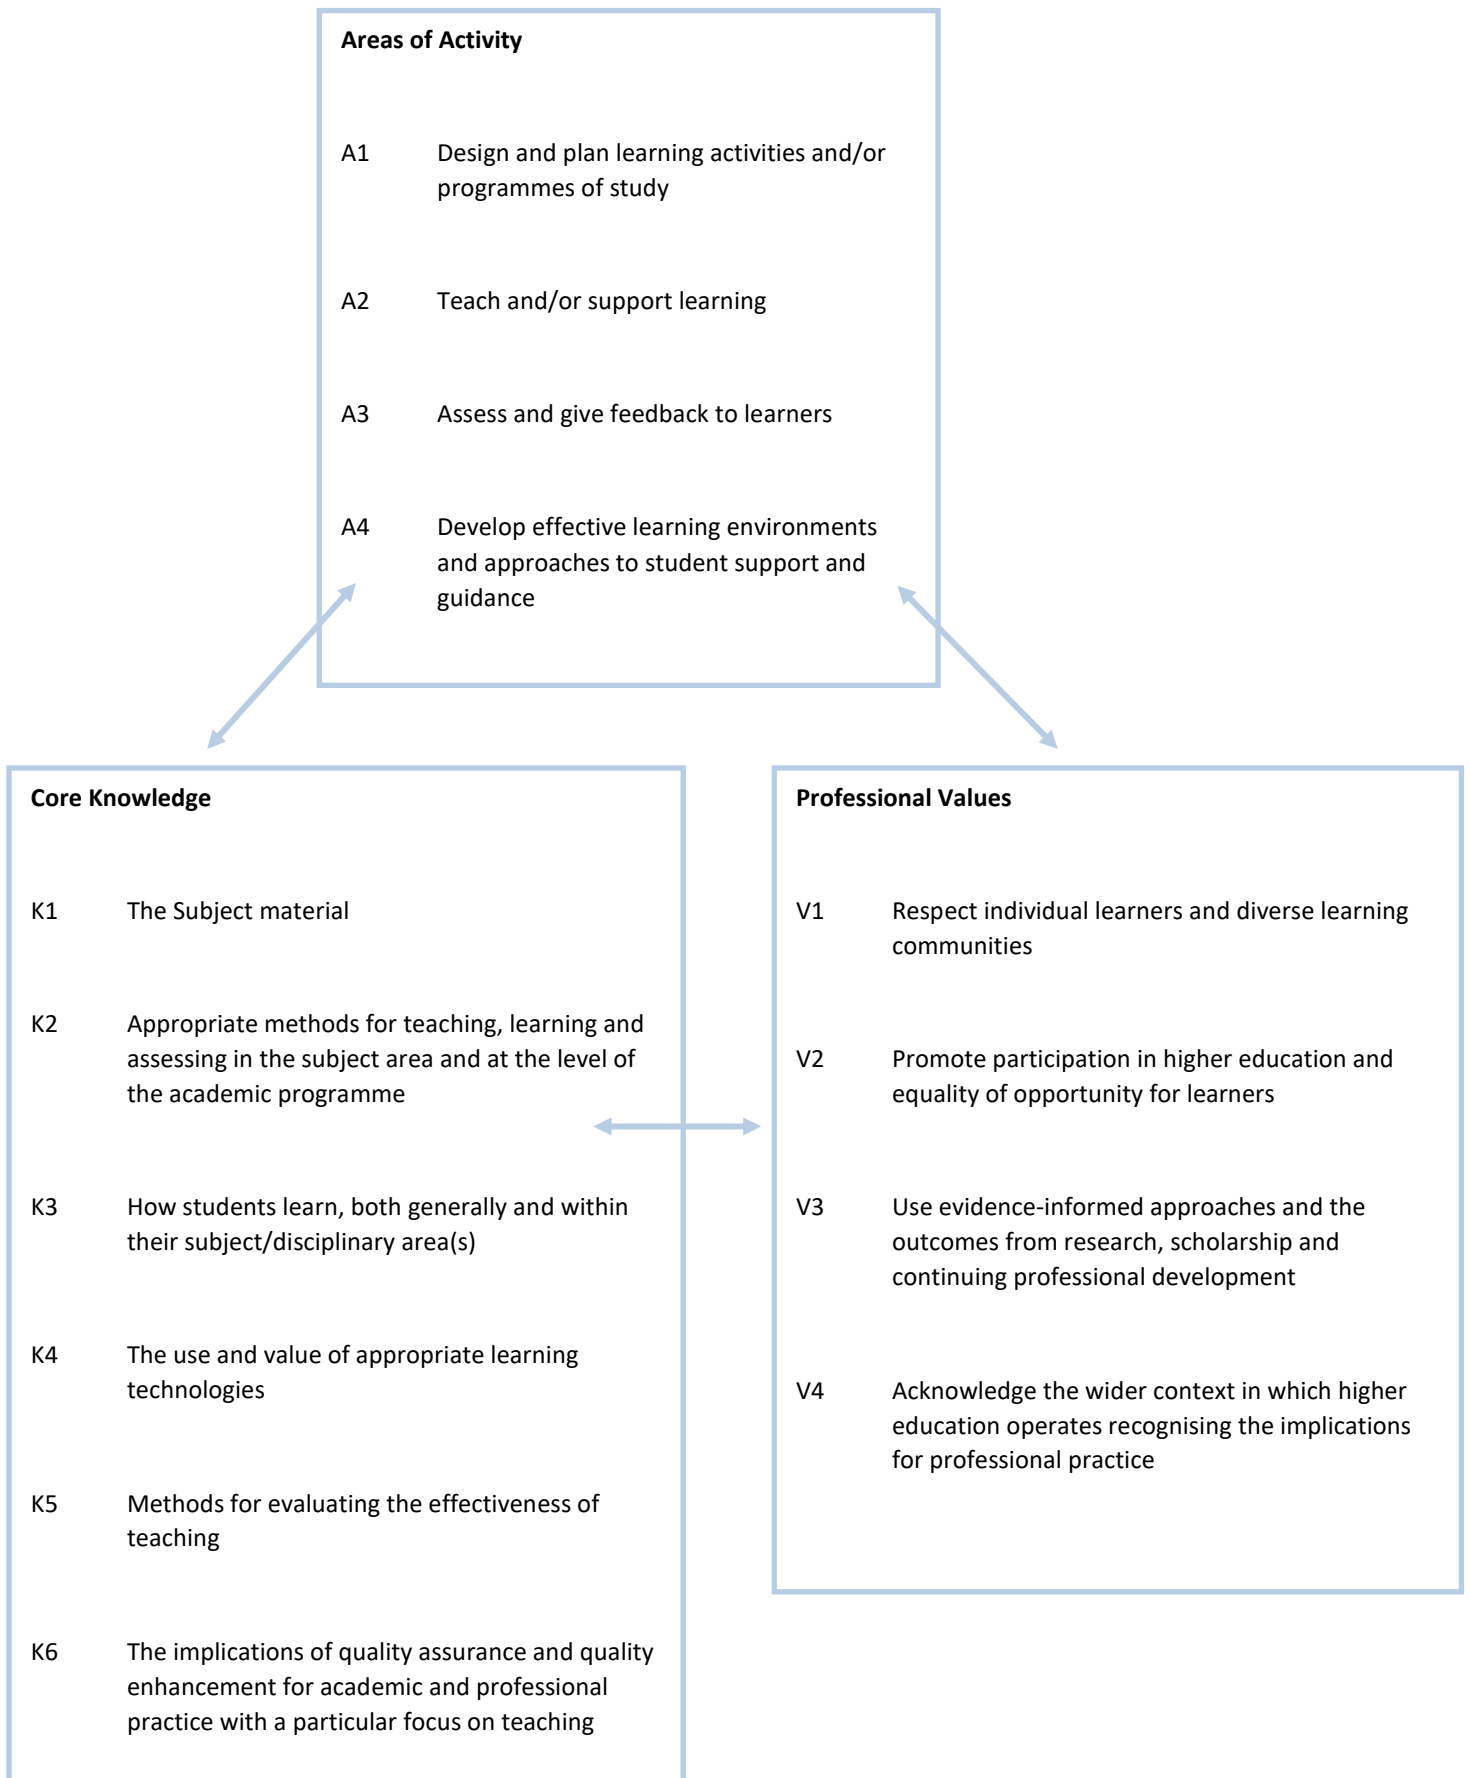 Areas of Activity
A1 Design and plan learning activities and/or
programmes of study
A2 Teach and/or support learning
A3 Assess and give feedback to learners
A4 Develop effective learning environments
and approaches to student support and
guidance
Core Knowledge
K1 The Subject material
K2 Appropriate methods for teaching, learning and
assessing in the subject area and at the level of
the academic programme
K3 How students learn, both generally and within
their subject/disciplinary area(s)
K4 The use and value of appropriate learning
technologies
K5 Methods for evaluating the effectiveness of
teaching
K6 The implications of quality assurance and quality
enhancement for academic and professional
practice with a particular focus on teaching
Professional Values
V1 Respect individual learners and diverse learning
communities
V2 Promote participation in higher education and
equality of opportunity for learners
V3 Use evidence-informed approaches and the
outcomes from research, scholarship and
continuing professional development
V4 Acknowledge the wider context in which higher
education operates recognising the implications
for professional practice